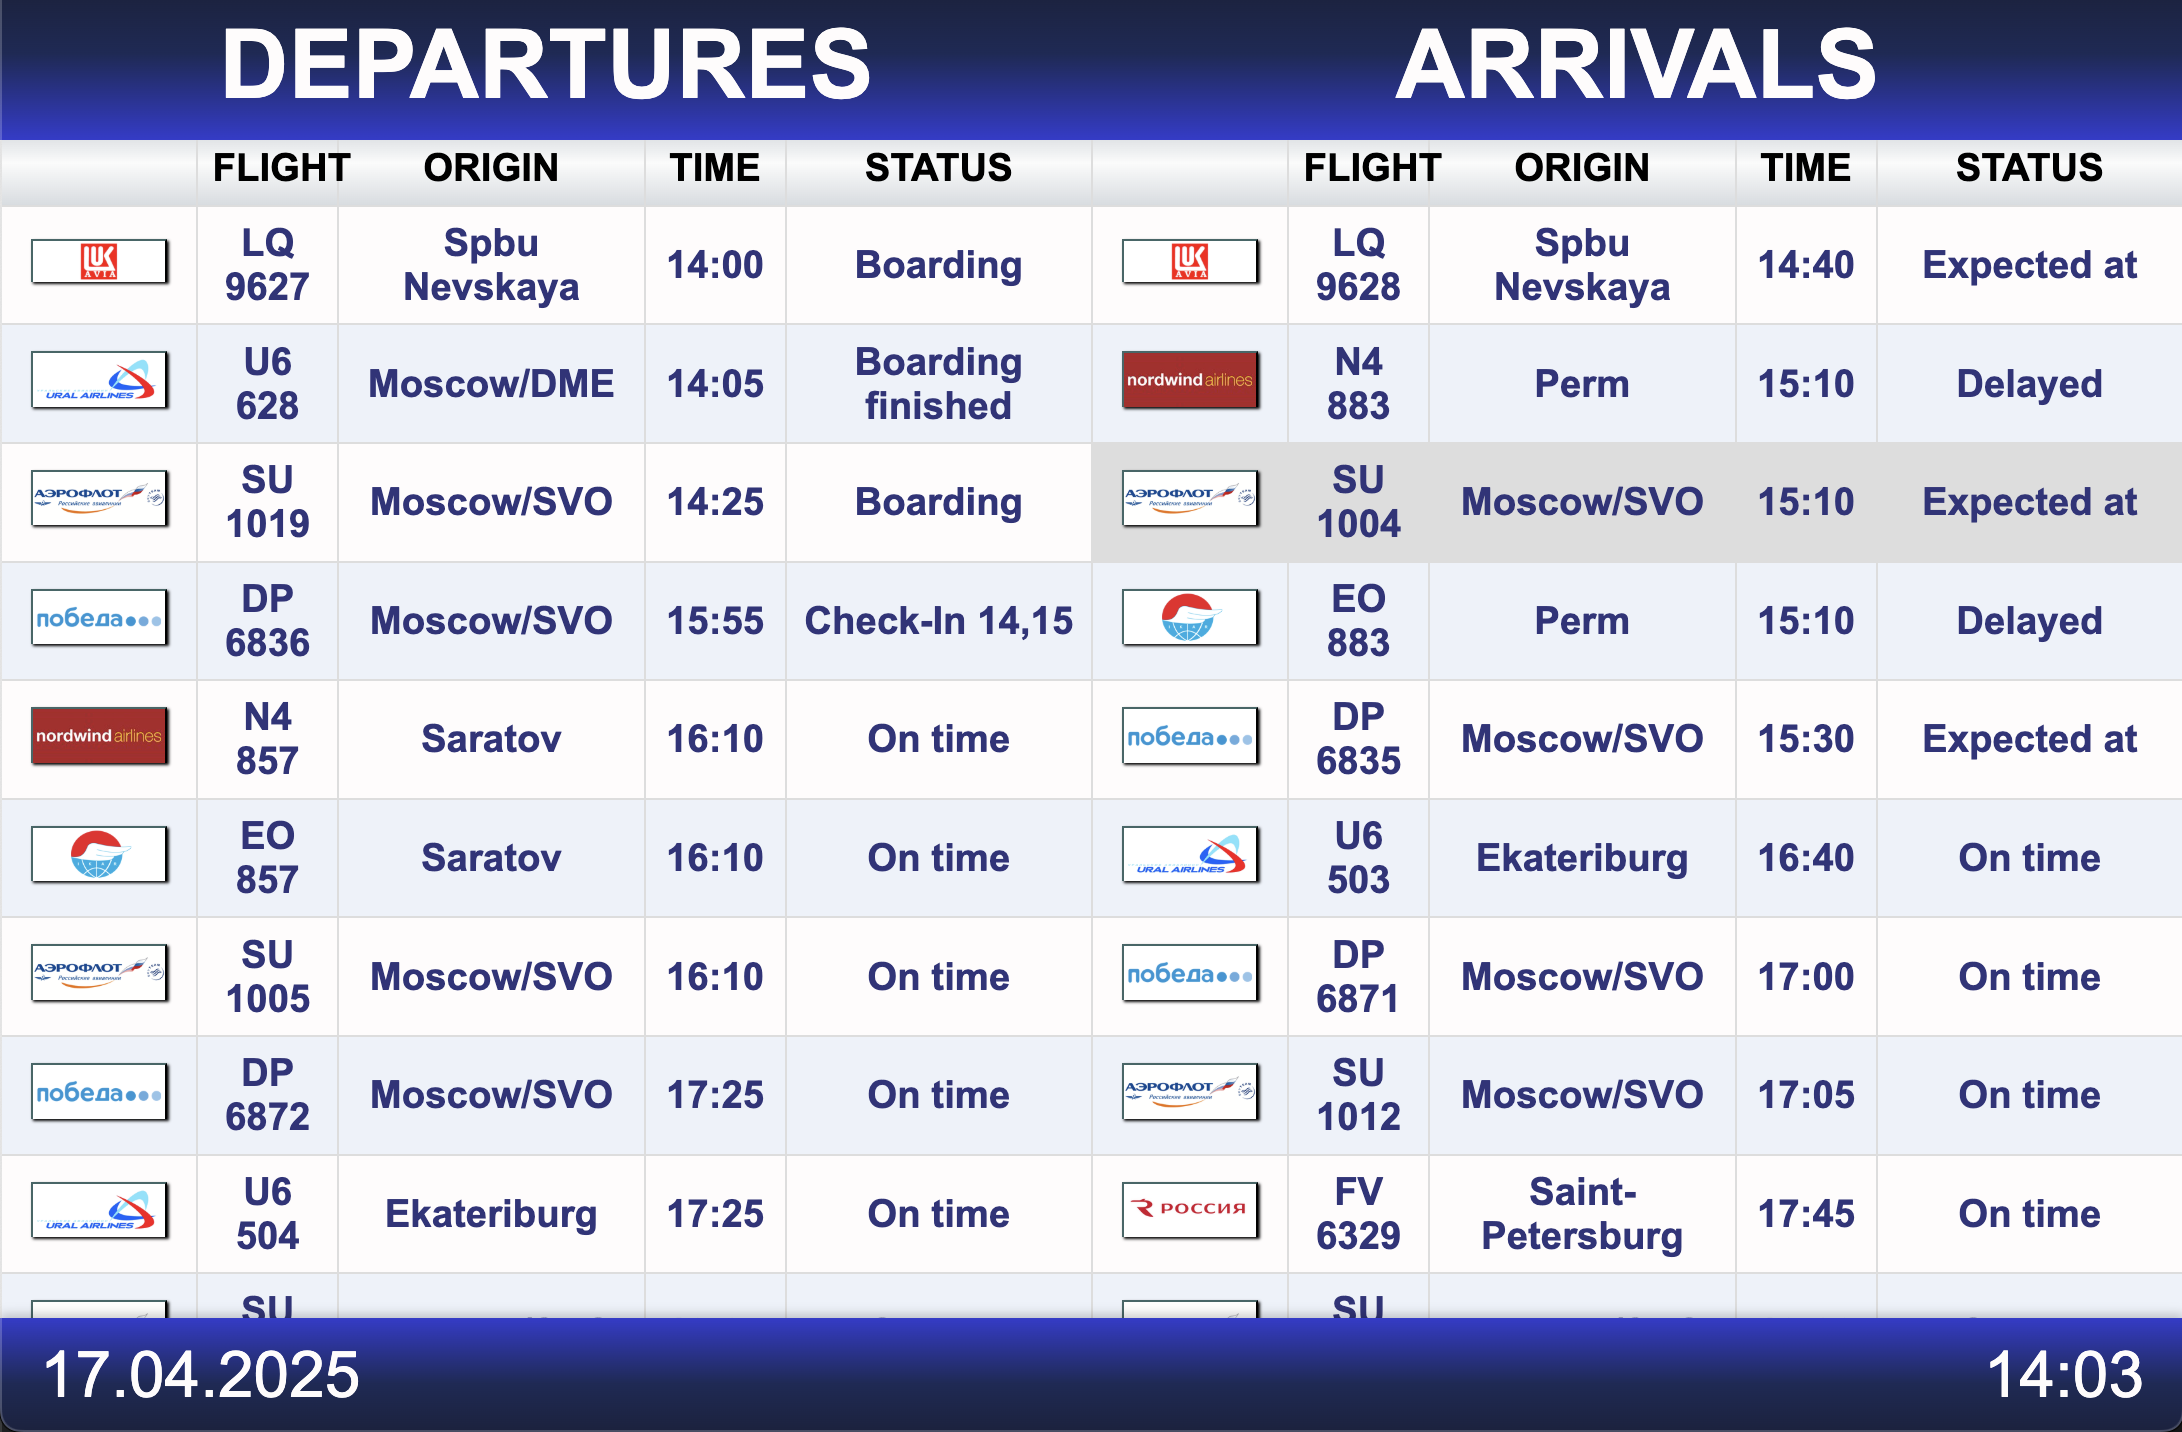 DEPARTURES
ARRIVALS
FLIGHT ORIGIN TIME STATUS
FLIGHT ORIGIN TIME STATUS
LUK
AVIA
LQ
9627
Spbu
Nevskaya
14:00
Boarding
URAL AIRLINES
U6
628
Moscow/DME
14:05
Boarding
finished
АЭРОФЛОТ
Российские авиалинии
SU
1019
Moscow/SVO
14:25
Boarding
победа
DP
6836
Moscow/SVO
15:55
Check-In 14,15
nordwind airlines
N4
857
Saratov
16:10
On time
EO
857
Saratov
16:10
On time
АЭРОФЛОТ
Российские авиалинии
SU
1005
Moscow/SVO
16:10
On time
победа
DP
6872
Moscow/SVO
17:25
On time
URAL AIRLINES
U6
504
Ekateriburg
17:25
On time
SU
LUK
AVIA
LQ
9628
Spbu
Nevskaya
14:40
Expected at
nordwind airlines
N4
883
Perm
15:10
Delayed
АЭРОФЛОТ
Российские авиалинии
SU
1004
Moscow/SVO
15:10
Expected at
EO
883
Perm
15:10
Delayed
победа
DP
6835
Moscow/SVO
15:30
Expected at
URAL AIRLINES
U6
503
Ekateriburg
16:40
On time
победа
DP
6871
Moscow/SVO
17:00
On time
АЭРОФЛОТ
Российские авиалинии
SU
1012
Moscow/SVO
17:05
On time
РОССИЯ
FV
6329
Saint-
Petersburg
17:45
On time
SU
17.04.2025
14:03